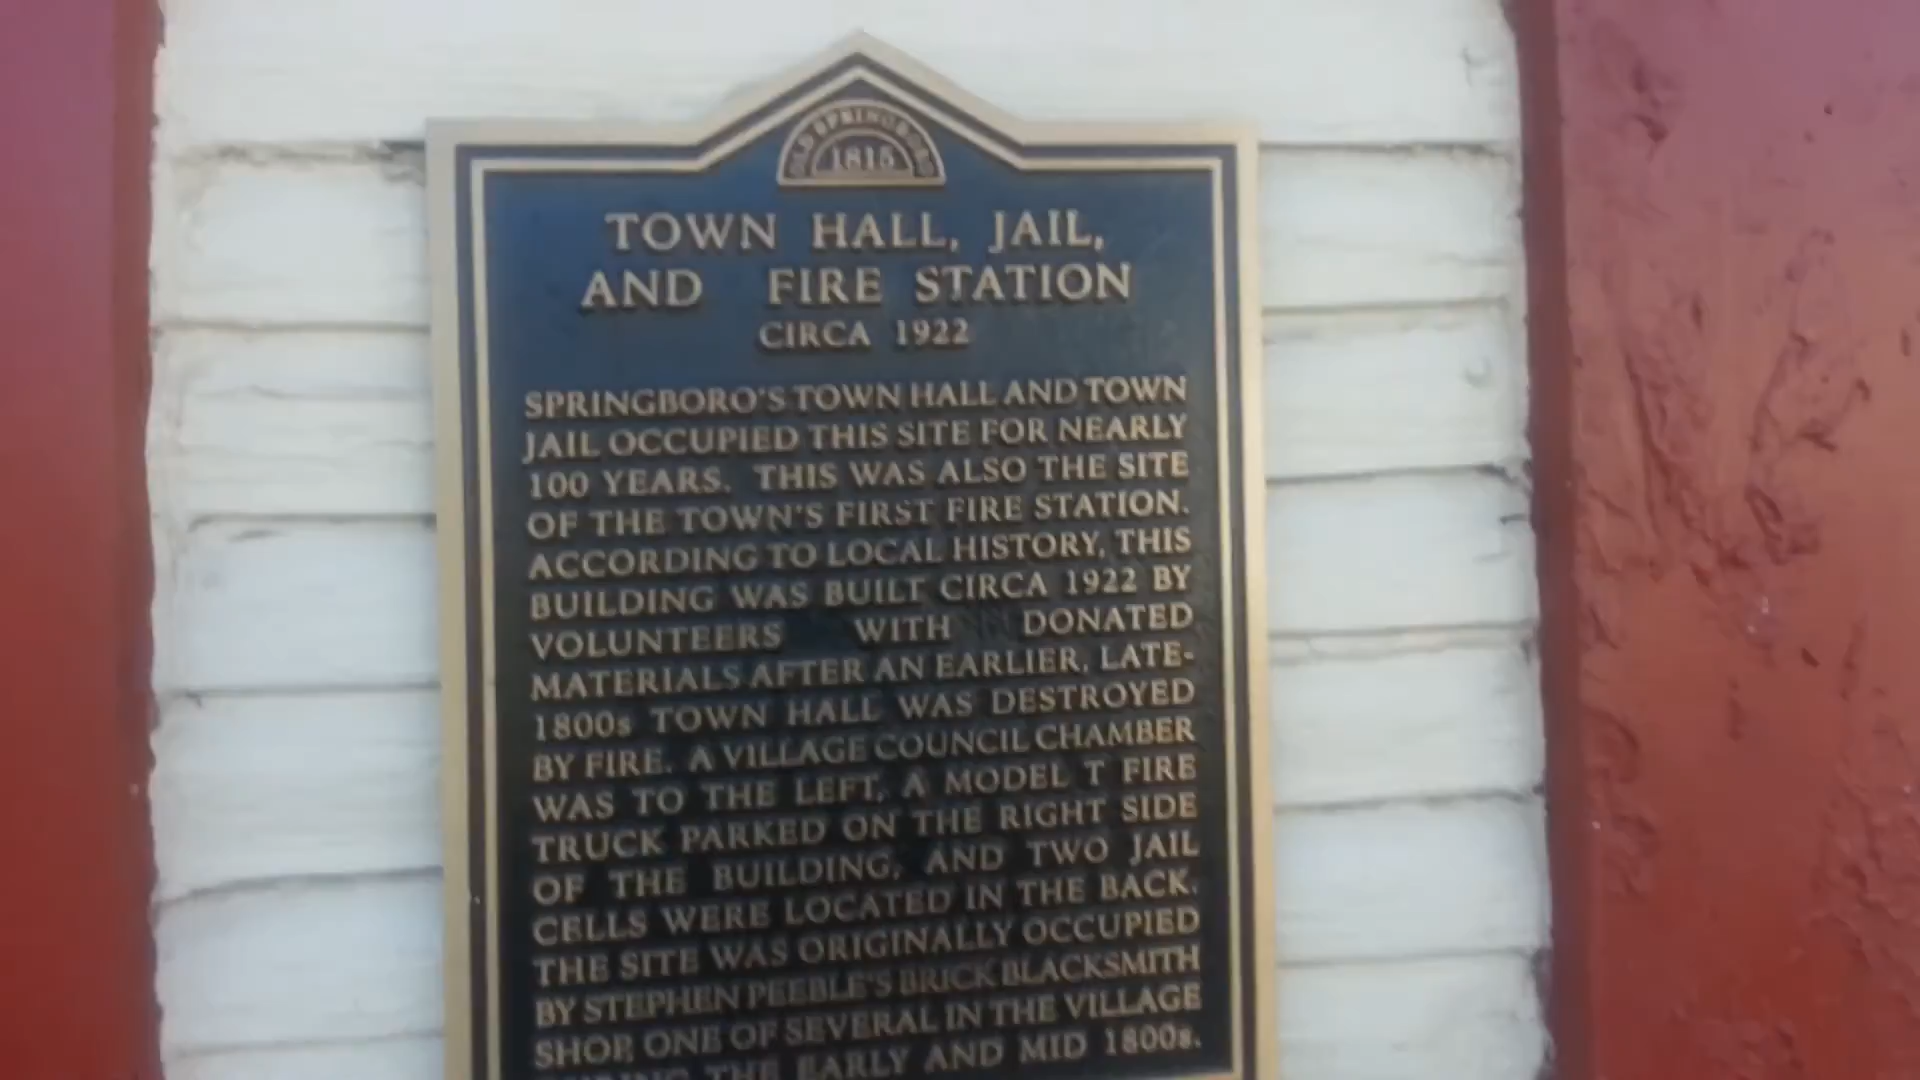 OLD SPRINGBORO
1815
TOWN HALL, JAIL,
AND FIRE STATION
CIRCA 1922
SPRINGBORO'S TOWN HALL AND TOWN
JAIL OCCUPIED THIS SITE FOR NEARLY
100 YEARS. THIS WAS ALSO THE SITE
OF THE TOWN'S FIRST FIRE STATION.
ACCORDING TO LOCAL HISTORY, THIS
BUILDING WAS BUILT CIRCA 1922 BY
VOLUNTEERS WITH DONATED
MATERIALS AFTER AN EARLIER, LATE-
1800s TOWN HALL WAS DESTROYED
BY FIRE. A VILLAGE COUNCIL CHAMBER
WAS TO THE LEFT, A MODEL T FIRE
TRUCK PARKED ON THE RIGHT SIDE
OF THE BUILDING, AND TWO JAIL
CELLS WERE LOCATED IN THE BACK.
THE SITE WAS ORIGINALLY OCCUPIED
BY STEPHEN PEEBLE'S BRICK BLACKSMITH
SHOP, ONE OF SEVERAL IN THE VILLAGE
THE EARLY AND MID 1800s.